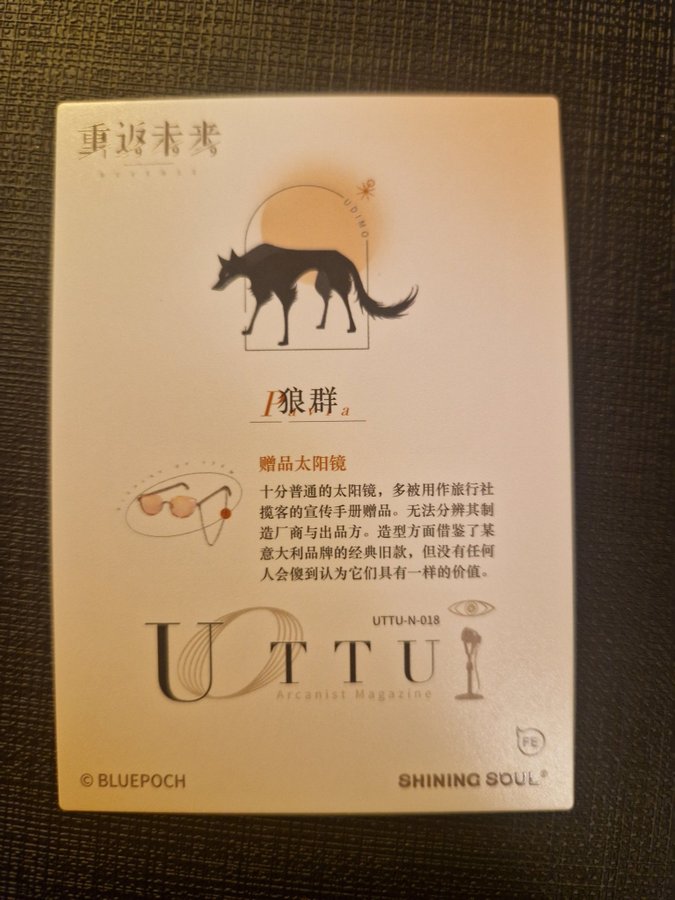 重返未来
UDIMO
狼群
Pavia
赠品太阳镜
十分普通的太阳镜，多被用作旅行社
揽客的宣传手册赠品。无法分辨其制
造厂商与出品方。造型方面借鉴了某
意大利品牌的经典旧款，但没有任何
人会傻到认为它们具有一样的价值。
UTTU-N-018
UTTU
Arcanist Magazine
FE
© BLUEPOCH
SHINING SOUL®